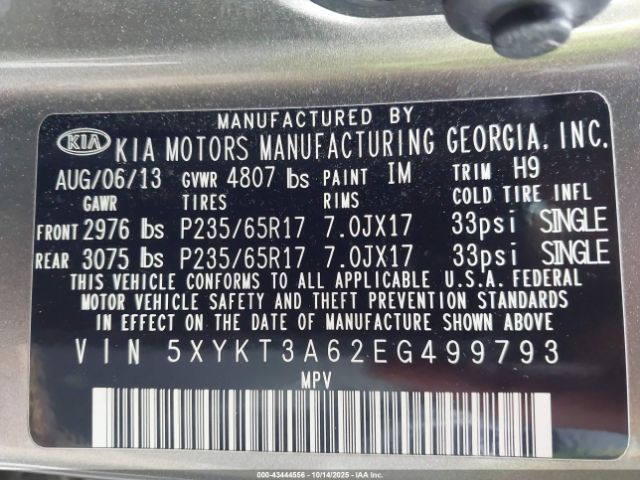 MANUFACTURED BY
KIA KIA MOTORS MANUFACTURING GEORGIA, INC.
AUG/06/13 GVWR 4807 lbs PAINT IM TRIM H9
GAWR TIRES RIMS COLD TIRE INFL
FRONT 2976 lbs P235/65R17 7.0JX17 33psi SINGLE
REAR 3075 lbs P235/65R17 7.0JX17 33psi SINGLE
THIS VEHICLE CONFORMS TO ALL APPLICABLE U.S.A. FEDERAL
MOTOR VEHICLE SAFETY AND THEFT PREVENTION STANDARDS
IN EFFECT ON THE DATE OF MANUFACTURE SHOWN ABOVE.
VIN 5XYKT3A62EG499793
MPV
000-43444556 | 10/14/2025 | IAAI.CA